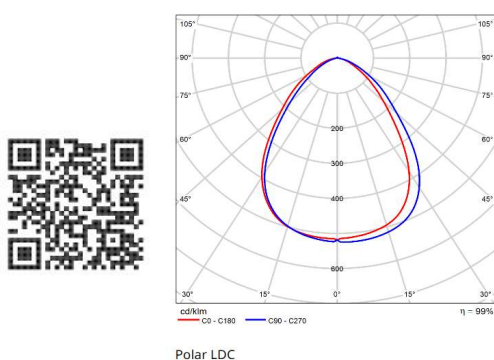 105° 105°
90° 90°
75° 75°
200
60° 60°
300
45° 400 45°
600
30° 15° 0° 15° 30°
cd/klm η = 99%
C0 - C180 C90 - C270
Polar LDC